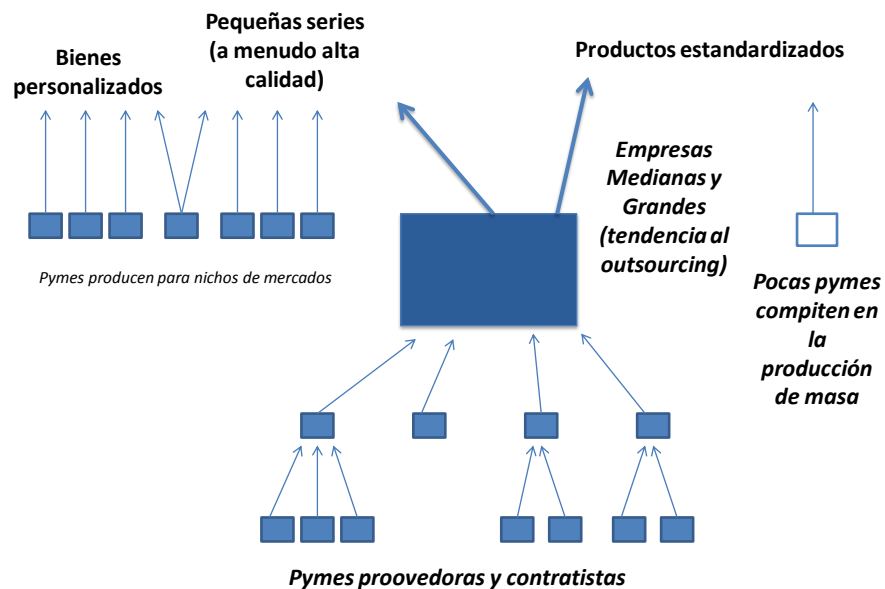 Bienes
personalizados
Pequeñas series
(a menudo alta
calidad)
Productos estandardizados
Empresas
Medianas y
Grandes
(tendencia al
outsourcing)
Pymes producen para nichos de mercados
Pocas pymes
compiten en
la
producción
de masa
Pymes proovedoras y contratistas